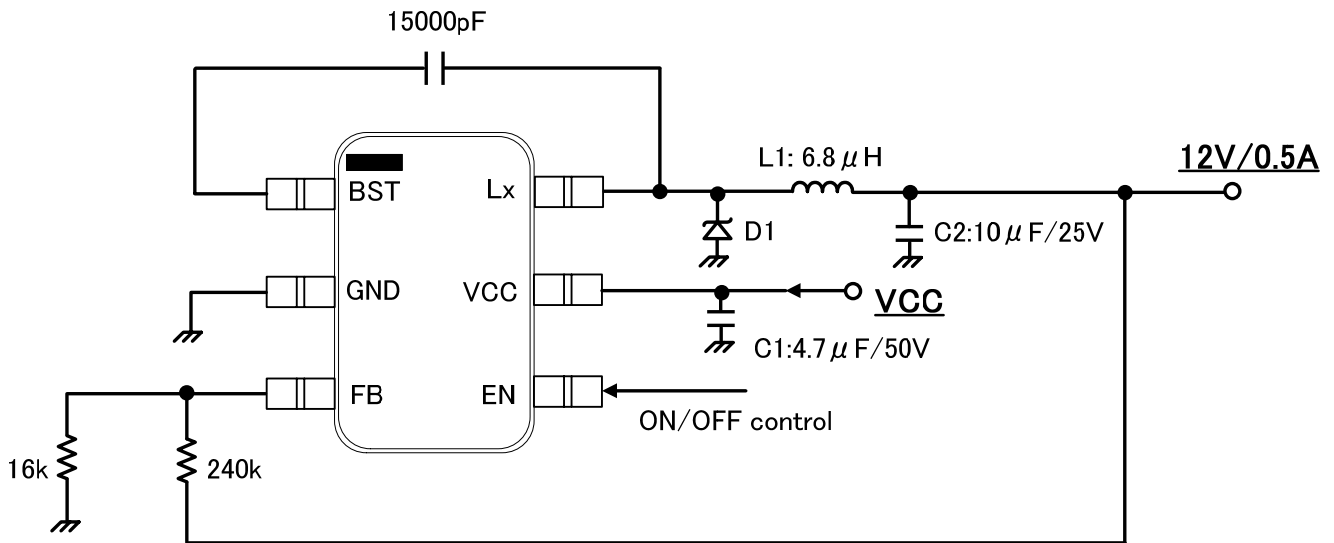 15000pF
BST
Lx
L1: 6.8μH
12V/0.5A
D1
C2:10μF/25V
GND
VCC
VCC
C1:4.7μF/50V
FB
EN
ON/OFF control
16k
240k